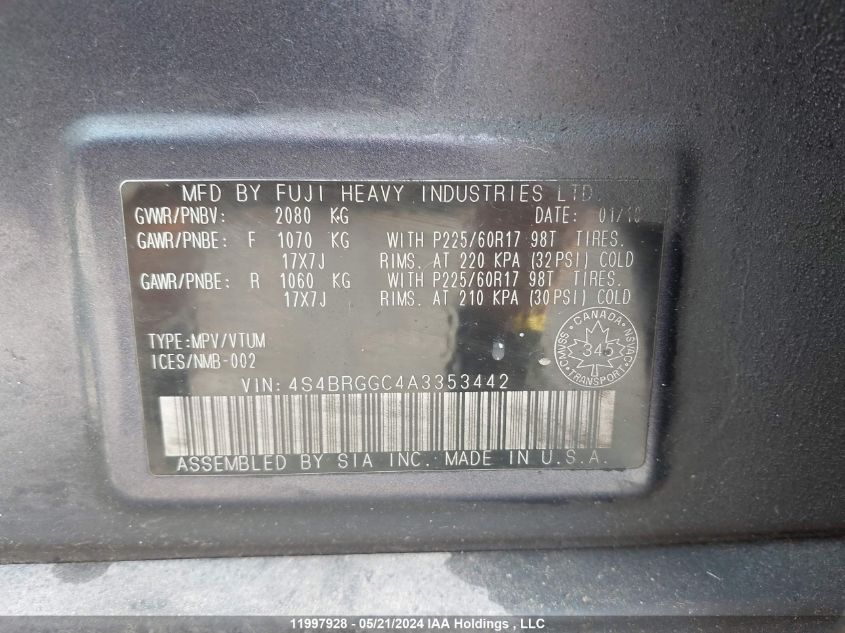 MFD BY FUJI HEAVY INDUSTRIES LTD.
GVWR/PNBV: 2080 KG DATE: 01/10
GAWR/PNBE: F 1070 KG WITH P225/60R17 98T TIRES.
17X7J RIMS. AT 220 KPA (32PSI) COLD
GAWR/PNBE: R 1060 KG WITH P225/60R17 98T TIRES.
17X7J RIMS. AT 210 KPA (30PSI) COLD
TYPE:MPV/VTUM
ICES/NMB-002
CANADA
CMVSS
NSVAC
345
TRANSPORT
VIN: 4S4BRGGC4A3353442
ASSEMBLED BY SIA INC. MADE IN U.S.A.
11997928 - 05/21/2024 IAA Holdings , LLC